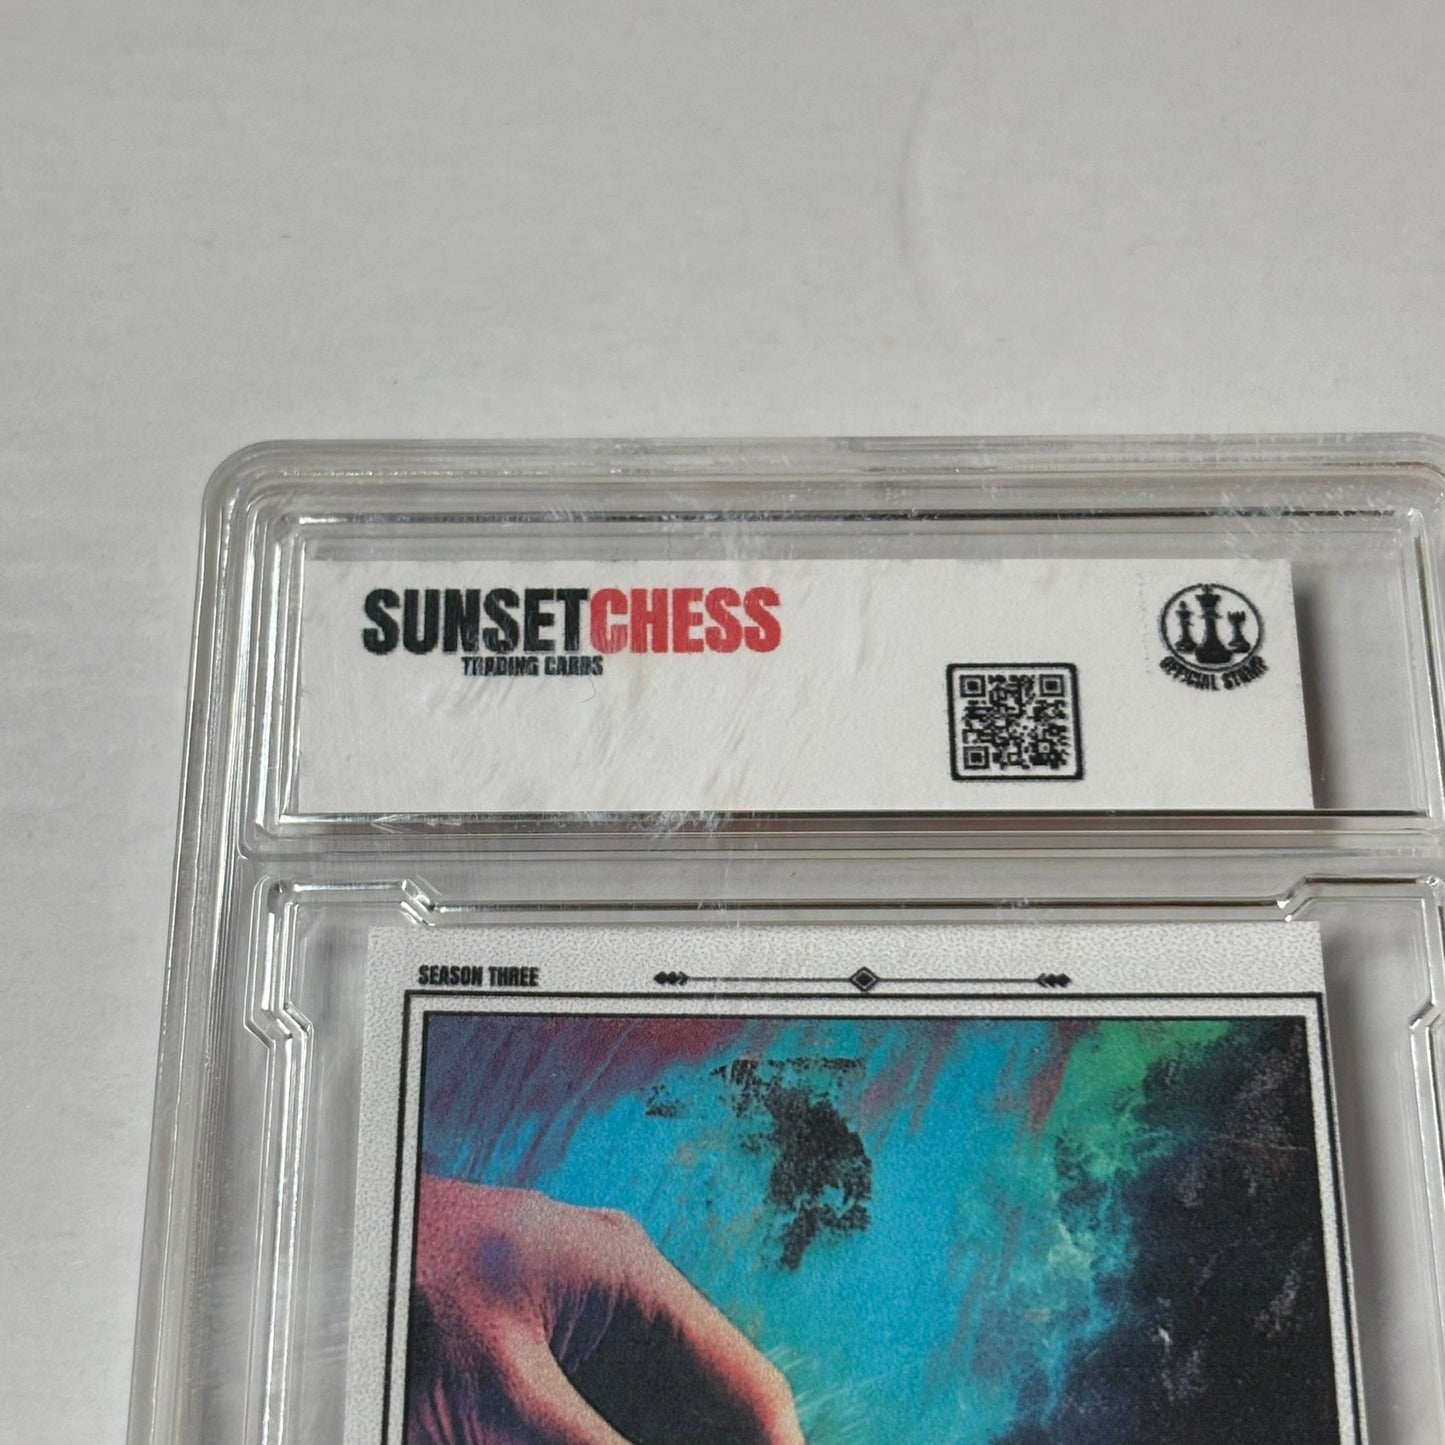 SUNSETCHESS
TRADING CARDS
OFFICIAL STAMP
SEASON THREE